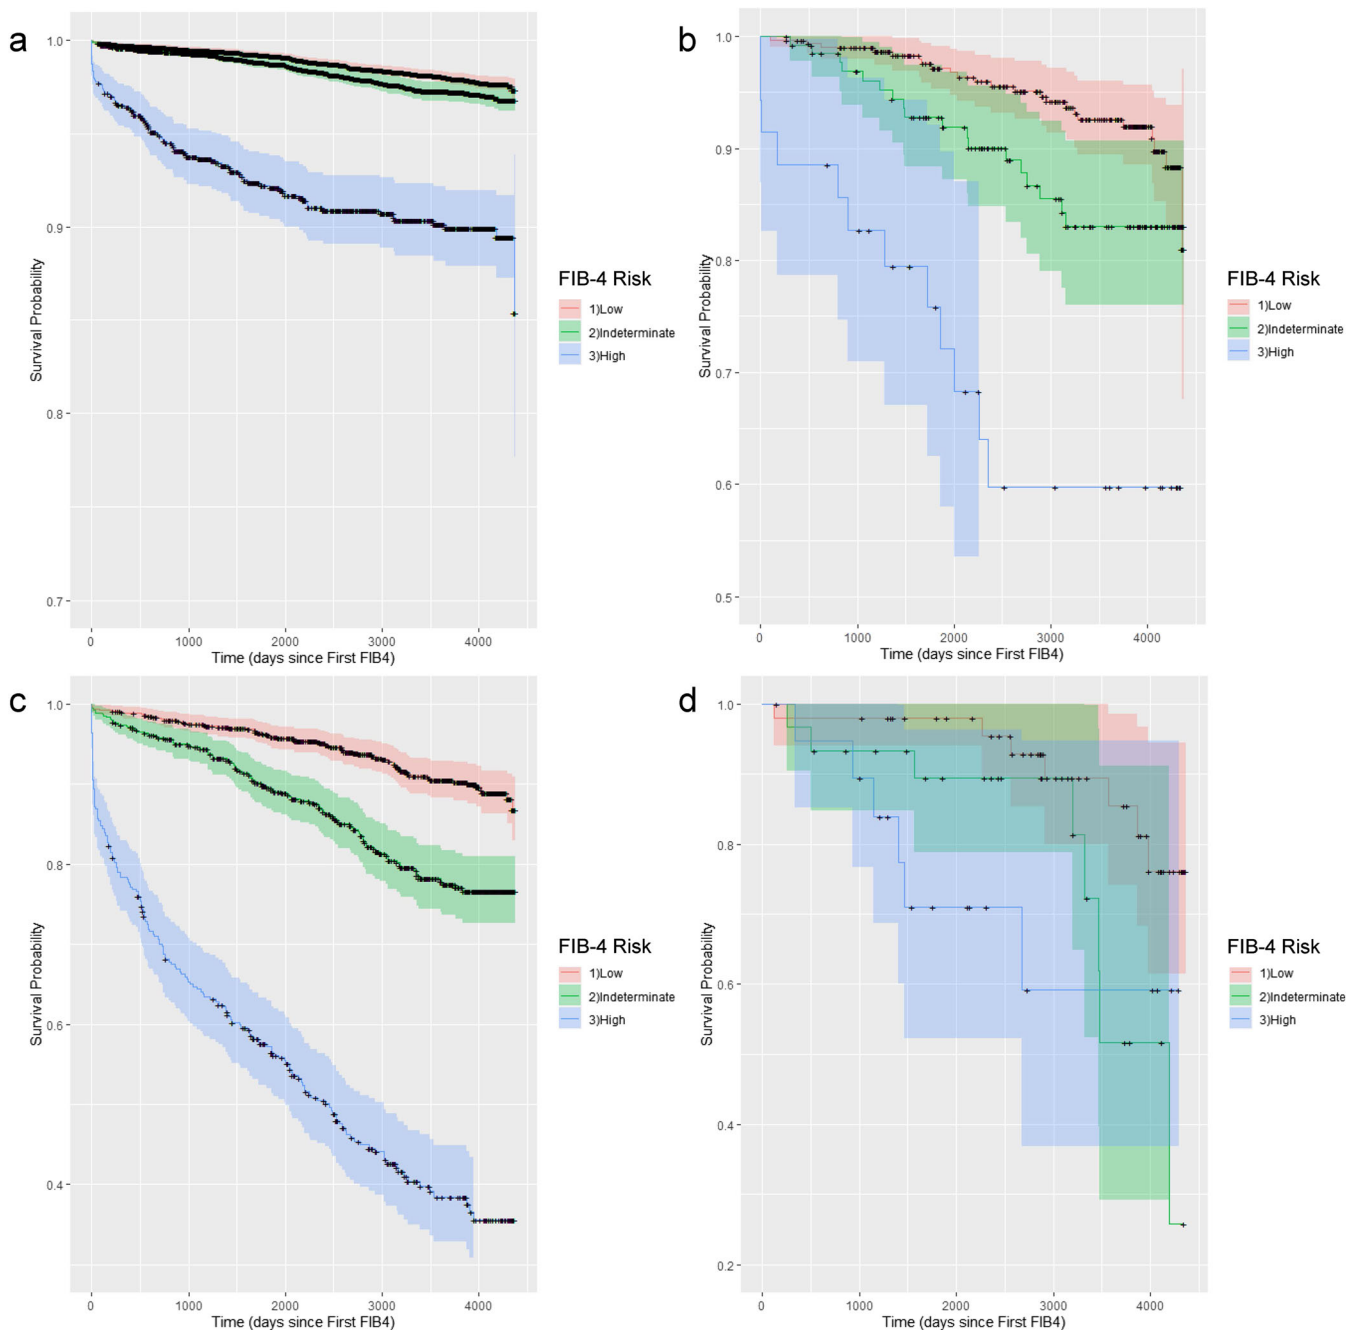 a
1.0
0.9
0.8
0.7
Survival Probability
0
1000
2000
3000
4000
Time (days since First FIB4)
FIB-4 Risk
1)Low
2)Indeterminate
3)High
b
1.0
0.9
0.8
0.7
0.6
0.5
Survival Probability
0
1000
2000
3000
4000
Time (days since First FIB4)
FIB-4 Risk
1)Low
2)Indeterminate
3)High
c
1.0
0.8
0.6
0.4
Survival Probability
0
1000
2000
3000
4000
Time (days since First FIB4)
FIB-4 Risk
1)Low
2)Indeterminate
3)High
d
1.0
0.8
0.6
0.4
0.2
Survival Probability
0
1000
2000
3000
4000
Time (days since First FIB4)
FIB-4 Risk
1)Low
2)Indeterminate
3)High